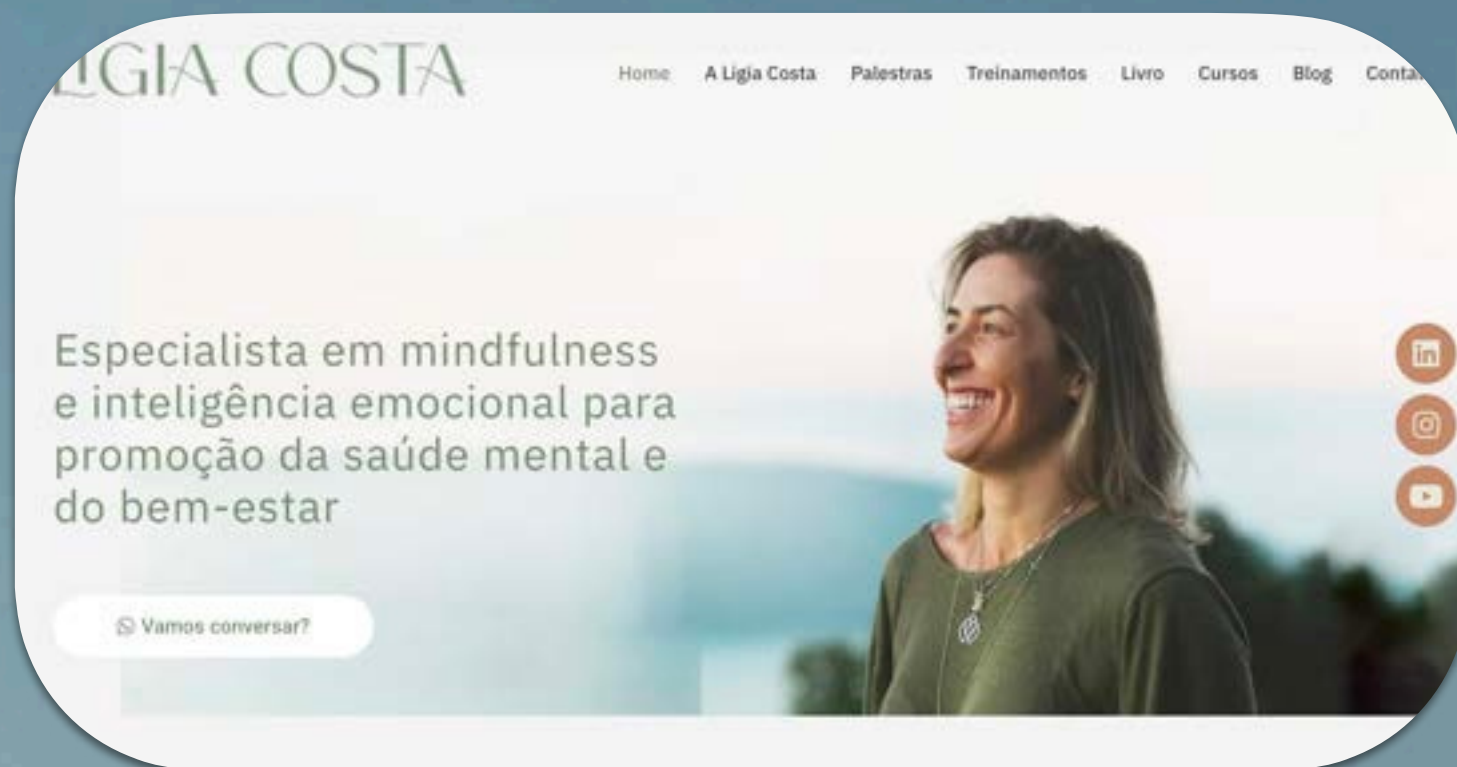 LIGIA COSTA
Home A Ligia Costa Palestras Treinamentos Livro Cursos Blog
Especialista em mindfulness
e inteligência emocional para
promoção da saúde mental e
do bem-estar
Vamos conversar?
in